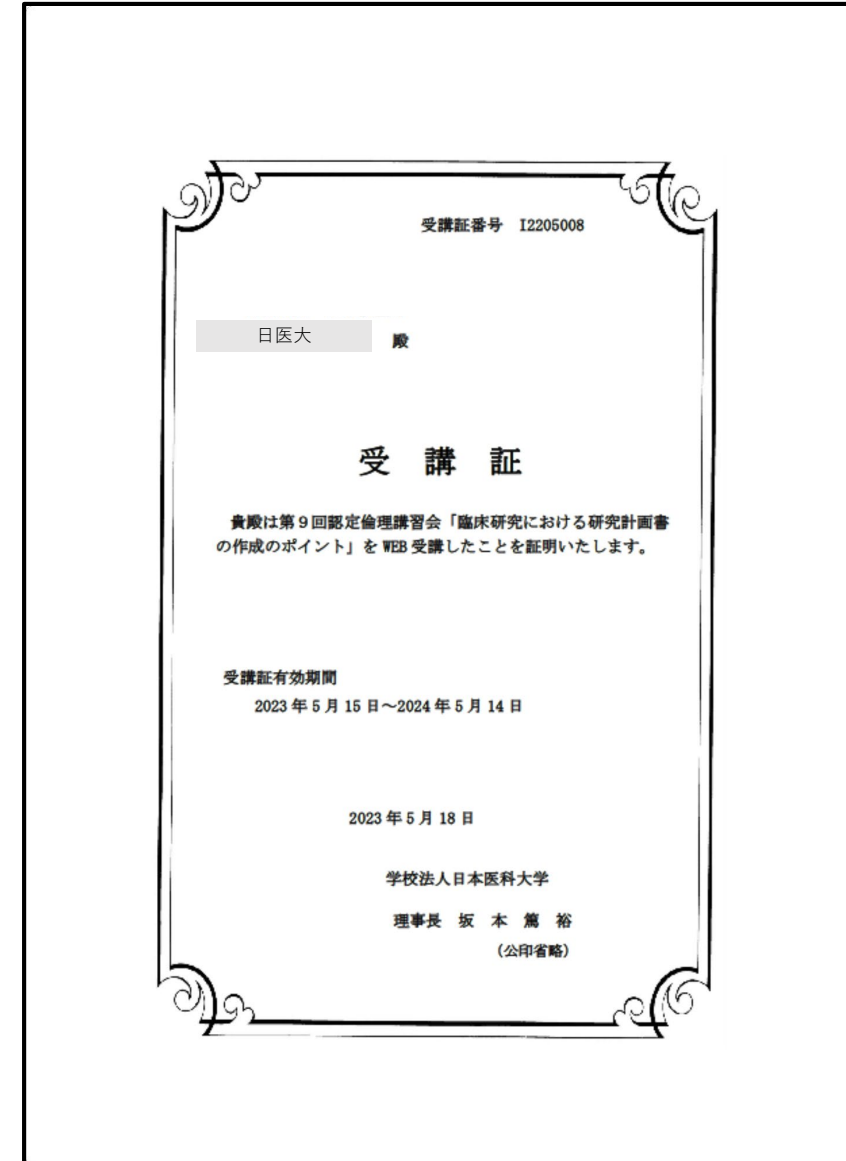 受講証番号 I2205008
日医大 殿
受 講 証
貴殿は第９回認定倫理講習会「臨床研究における研究計画書
の作成のポイント」を WEB 受講したことを証明いたします。
受講証有効期間
2023 年 5 月 15 日～2024 年 5 月 14 日
2023 年 5 月 18 日
学校法人日本医科大学
理事長 坂 本 篤 裕
（公印省略）